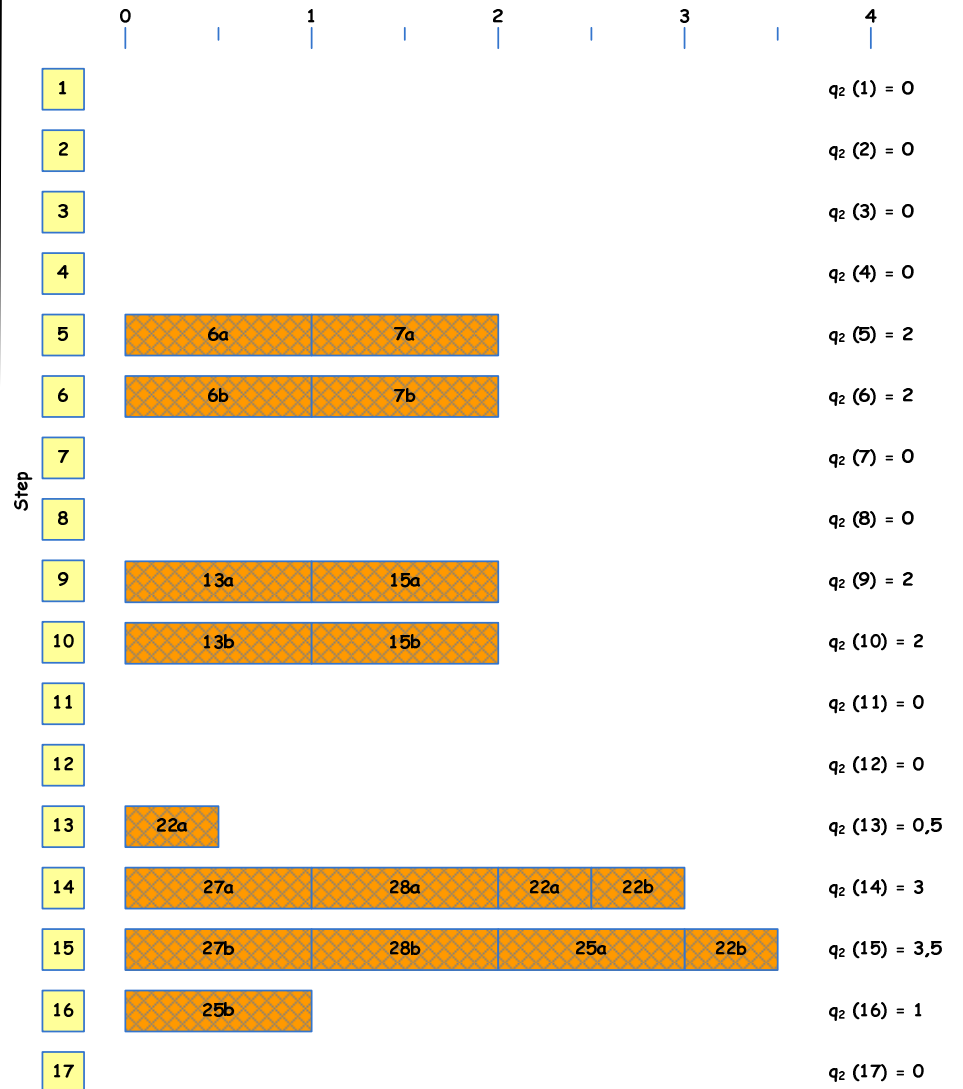 0 1 2 3 4
1 q₂ (1) = 0
2 q₂ (2) = 0
3 q₂ (3) = 0
4 q₂ (4) = 0
5 6a 7a q₂ (5) = 2
6 6b 7b q₂ (6) = 2
7 q₂ (7) = 0
Step
8 q₂ (8) = 0
9 13a 15a q₂ (9) = 2
10 13b 15b q₂ (10) = 2
11 q₂ (11) = 0
12 q₂ (12) = 0
13 22a q₂ (13) = 0,5
14 27a 28a 22a 22b q₂ (14) = 3
15 27b 28b 25a 22b q₂ (15) = 3,5
16 25b q₂ (16) = 1
17 q₂ (17) = 0